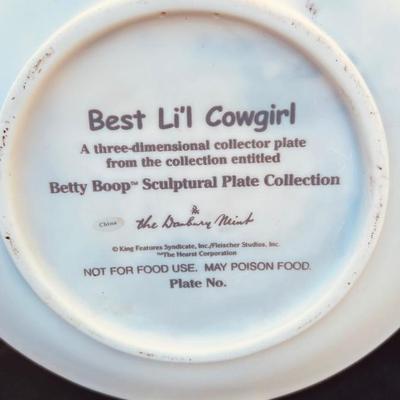 Best Li'l Cowgirl
A three-dimensional collector plate
from the collection entitled
Betty Boop™ Sculptural Plate Collection
China
the Danbury Mint
© King Features Syndicate, Inc./Fleischer Studios, Inc.
™The Hearst Corporation
NOT FOR FOOD USE. MAY POISON FOOD.
Plate No.